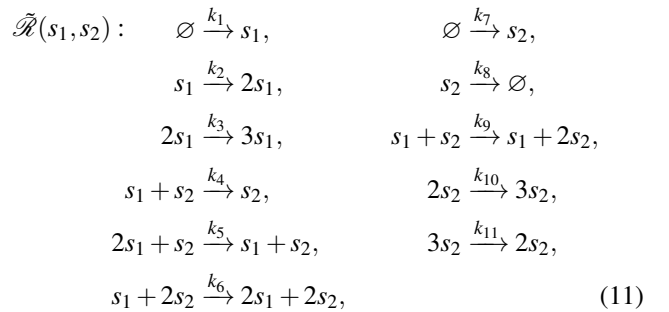 ℛ̃(s₁,s₂) : ∅ —k₁→ s₁, ∅ —k₇→ s₂,
s₁ —k₂→ 2s₁, s₂ —k₈→ ∅,
2s₁ —k₃→ 3s₁, s₁ + s₂ —k₉→ s₁ + 2s₂,
s₁ + s₂ —k₄→ s₂, 2s₂ —k₁₀→ 3s₂,
2s₁ + s₂ —k₅→ s₁ + s₂, 3s₂ —k₁₁→ 2s₂,
s₁ + 2s₂ —k₆→ 2s₁ + 2s₂, (11)